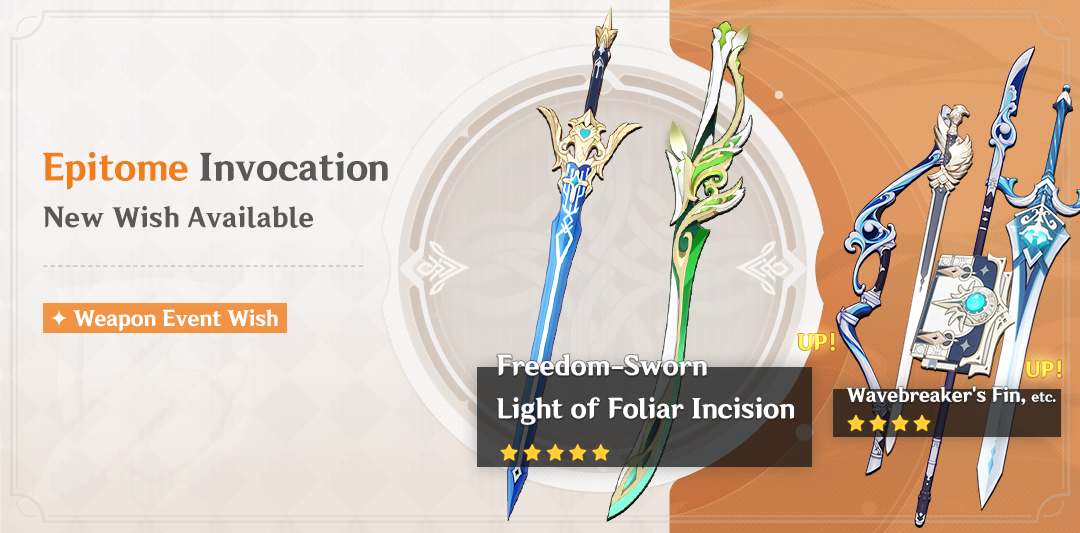 Epitome Invocation
New Wish Available
✦ Weapon Event Wish
Freedom-Sworn
Light of Foliar Incision
★★★★★
UP!
UP!
Wavebreaker's Fin, etc.
★★★★